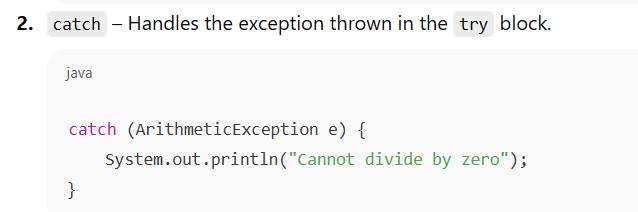 2. catch – Handles the exception thrown in the try block.
java
catch (ArithmeticException e) {
    System.out.println("Cannot divide by zero");
}